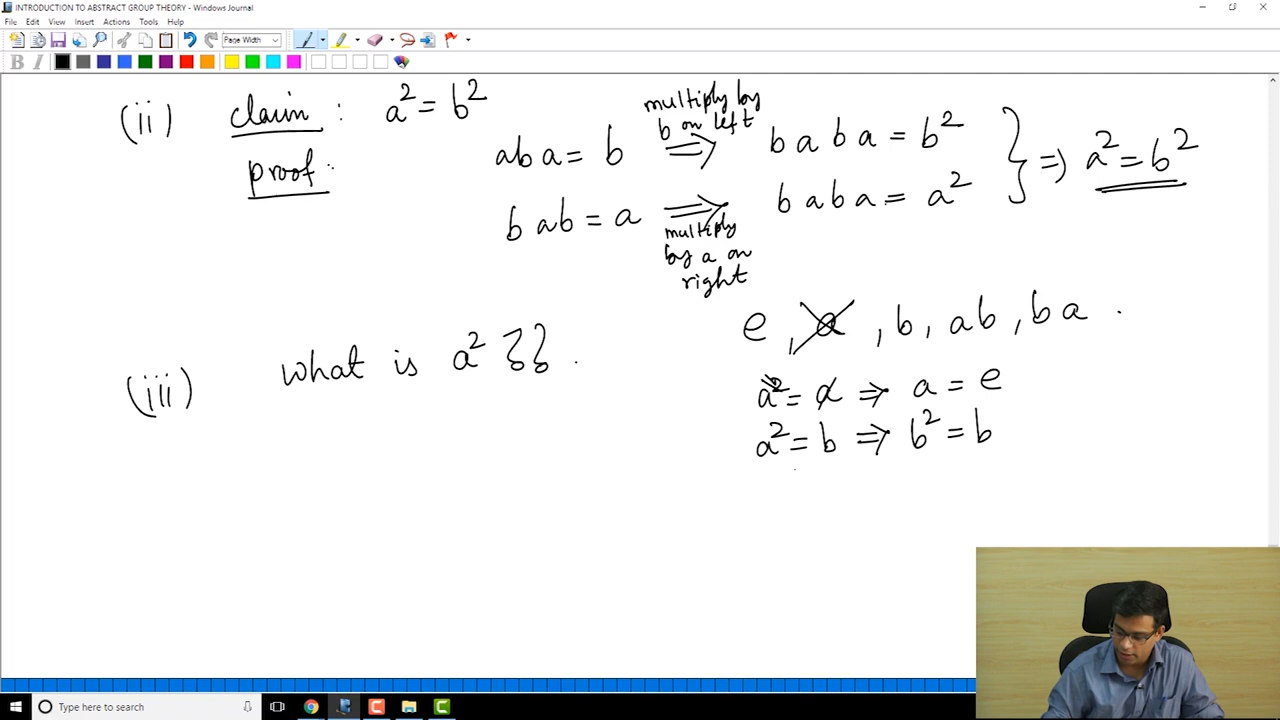 INTRODUCTION TO ABSTRACT GROUP THEORY - Windows Journal
File Edit View Insert Actions Tools Help
Page Width
B I
(ii) claim : a² = b²
proof:
aba = b ⇒ baba = b²
multiply by
b on left
bab = a ⇒ baba = a²
multiply
by a on
right
} ⇒ a² = b²
(iii) What is a² ??
e, a, b, ab, ba.
a² = a ⇒ a = e
a² = b ⇒ b² = b
Type here to search